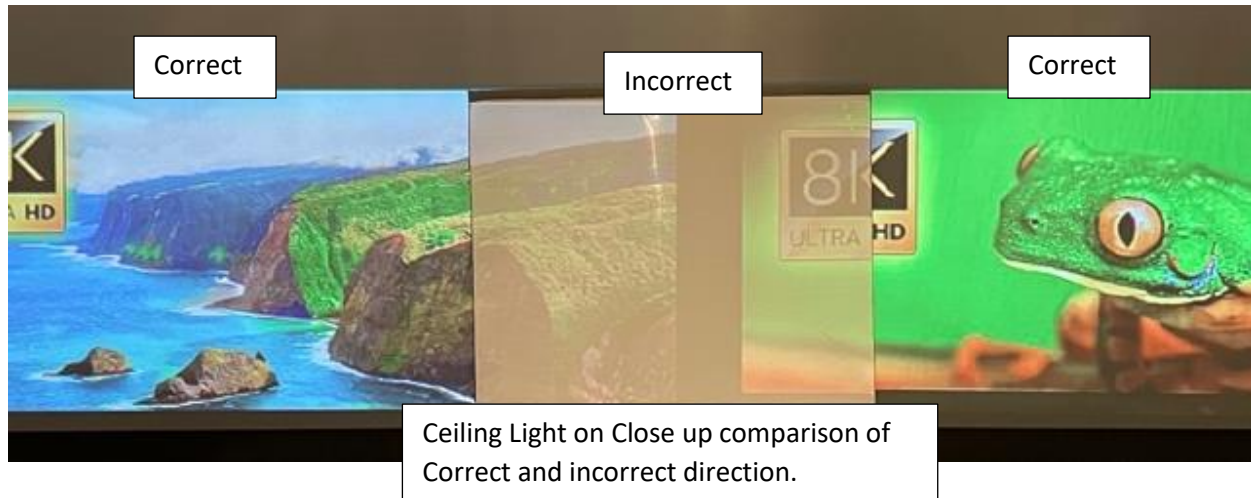 Correct
Incorrect
Correct
K
A HD
8K
ULTRA HD
Ceiling Light on Close up comparison of
Correct and incorrect direction.